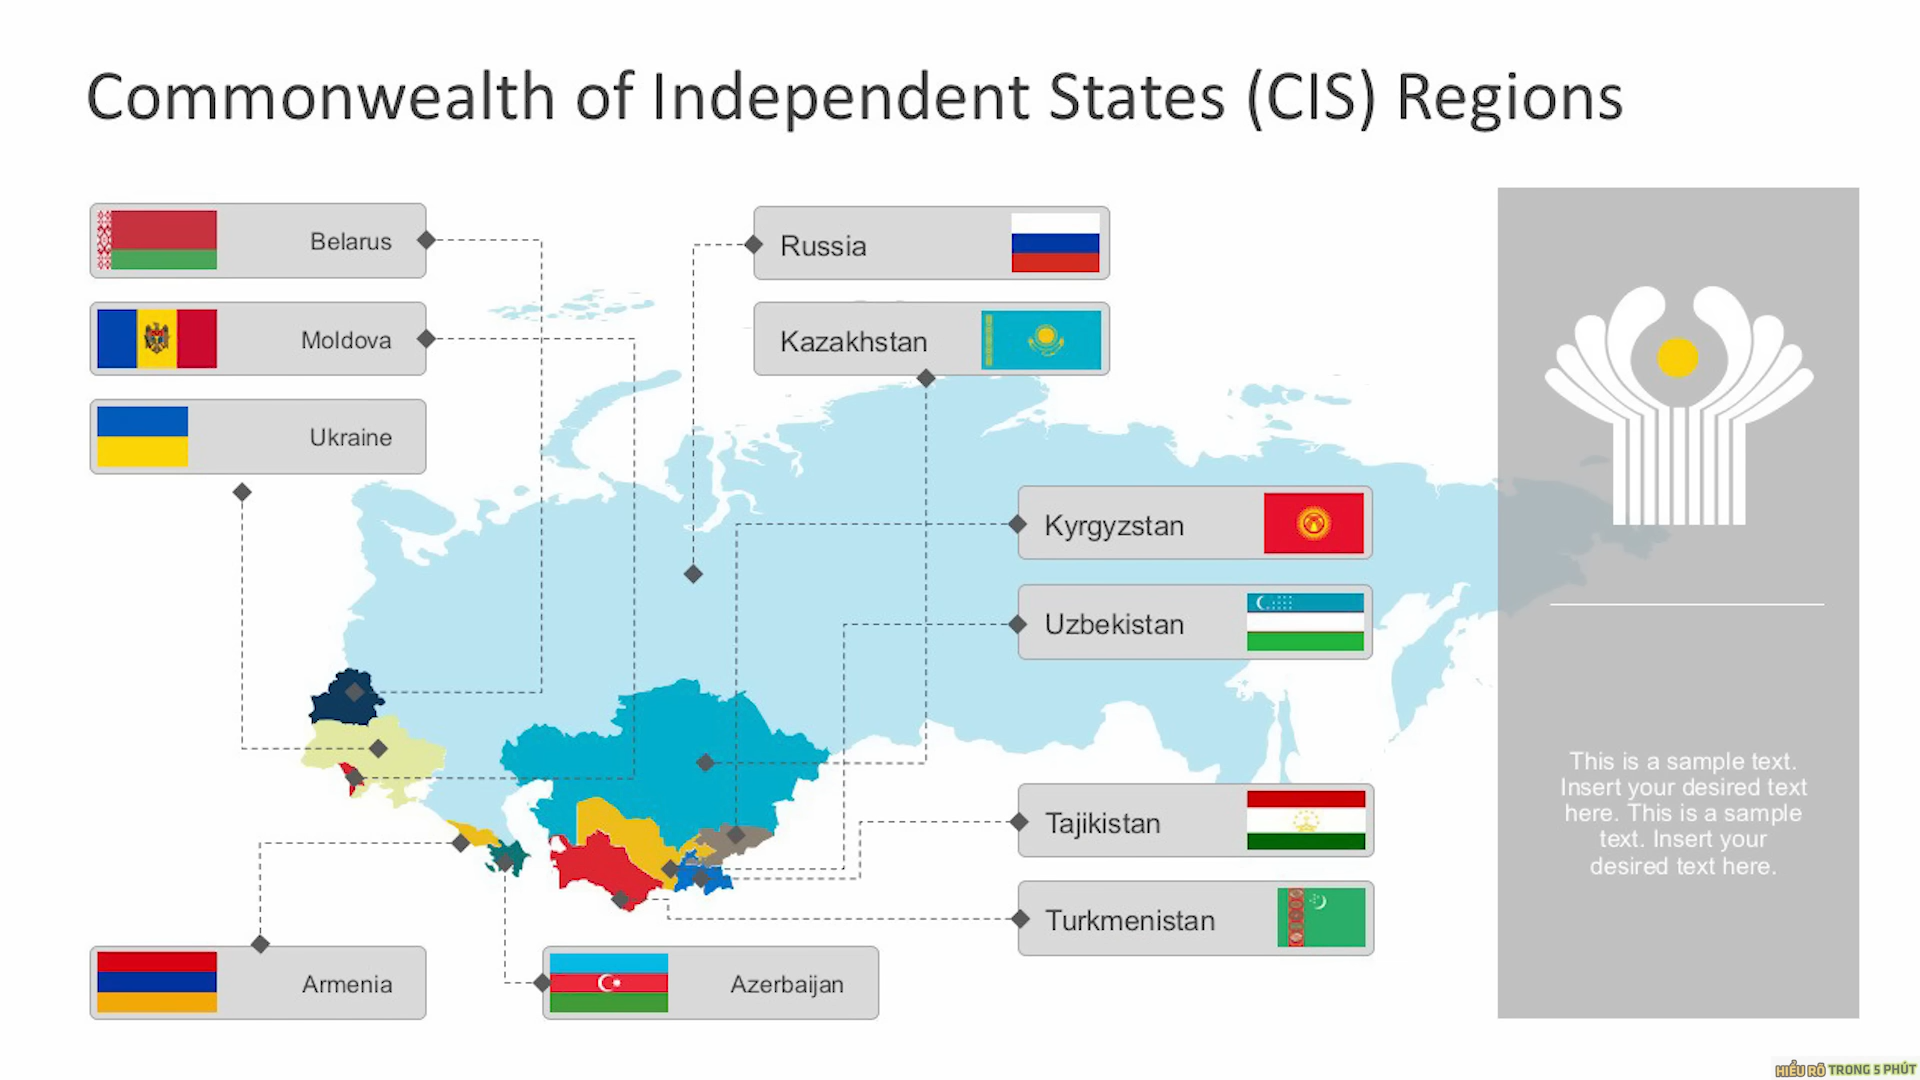 Commonwealth of Independent States (CIS) Regions
Belarus
Russia
Moldova
Kazakhstan
Ukraine
Kyrgyzstan
Uzbekistan
This is a sample text.
Insert your desired text
here. This is a sample
text. Insert your
desired text here.
Tajikistan
Turkmenistan
Armenia
Azerbaijan
HIỂU RÕ TRONG 5 PHÚT